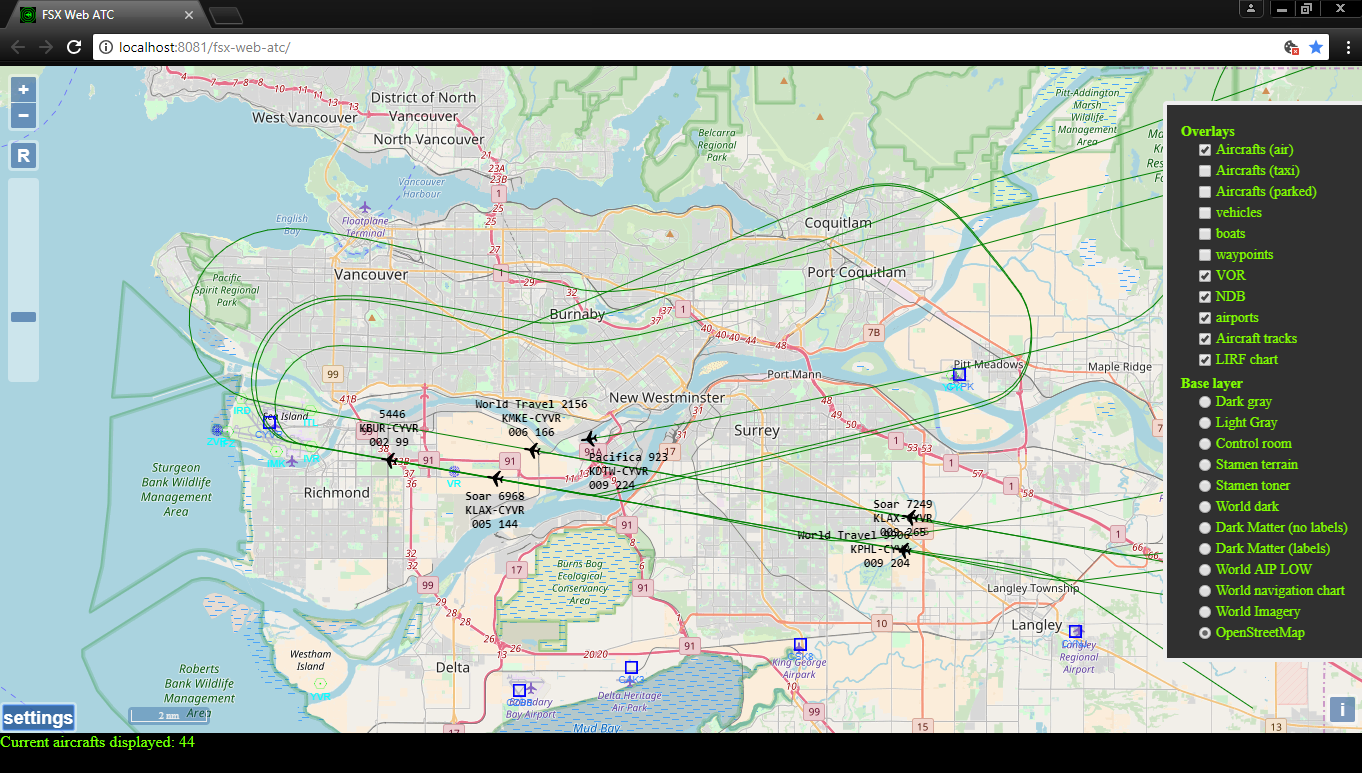 FSX Web ATC
localhost:8081/fsx-web-atc/
+
−
R
District of North
Vancouver
West Vancouver
North Vancouver
Vancouver
Harbour
English
Bay
Floatplane
Terminal
Belcarra
Regional
Park
Pitt-Addington
Marsh
Wildlife
Management
Area
Pacific
Spirit Regional
Park
Vancouver
Burnaby
Coquitlam
Port Coquitlam
Pitt Meadows
Maple Ridge
Port Mann
New Westminster
Surrey
CYPK
Island
IRD
ITI
IVR
ZVR
VR
YVR
5446
KBUR-CYVR
002 99
World Travel 2156
KMKE-CYVR
006 166
Pacifica 923
KDTW-CYVR
009 224
Soar 6968
KLAX-CYVR
005 144
Soar 7249
KLAX-CYVR
009 265
World Travel 9906
KPHL-CYVR
009 204
Richmond
Sturgeon
Bank Wildlife
Management
Area
Burns Bog
Ecological
Conservancy
Area
Langley Township
Langley
Langley
Regional
Airport
King George
Airpark
Delta Heritage
Air Park
Boundary
Bay Airport
Mud Bay
Westham
Island
Delta
Roberts
Bank Wildlife
Management
Area
2 nm
settings
i
Current aircrafts displayed: 44
Overlays
Aircrafts (air)
Aircrafts (taxi)
Aircrafts (parked)
vehicles
boats
waypoints
VOR
NDB
airports
Aircraft tracks
LIRF chart
Base layer
Dark gray
Light Gray
Control room
Stamen terrain
Stamen toner
World dark
Dark Matter (no labels)
Dark Matter (labels)
World AIP LOW
World navigation chart
World Imagery
OpenStreetMap